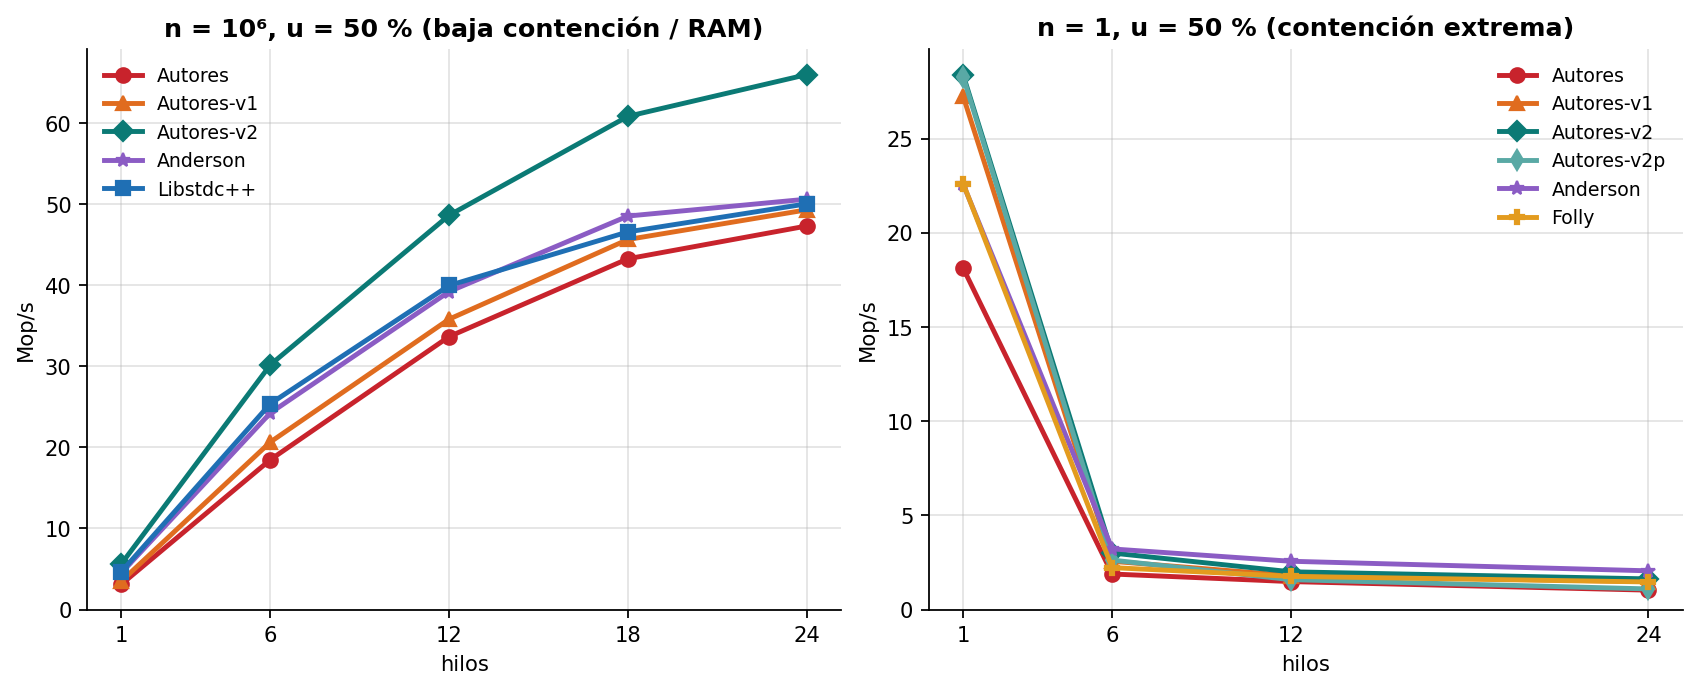 n = 10⁶, u = 50 % (baja contención / RAM)
Autores
Autores-v1
Autores-v2
Anderson
Libstdc++
Mop/s
60
50
40
30
20
10
0
1 6 12 18 24
hilos
n = 1, u = 50 % (contención extrema)
Autores
Autores-v1
Autores-v2
Autores-v2p
Anderson
Folly
Mop/s
25
20
15
10
5
0
1 6 12 24
hilos